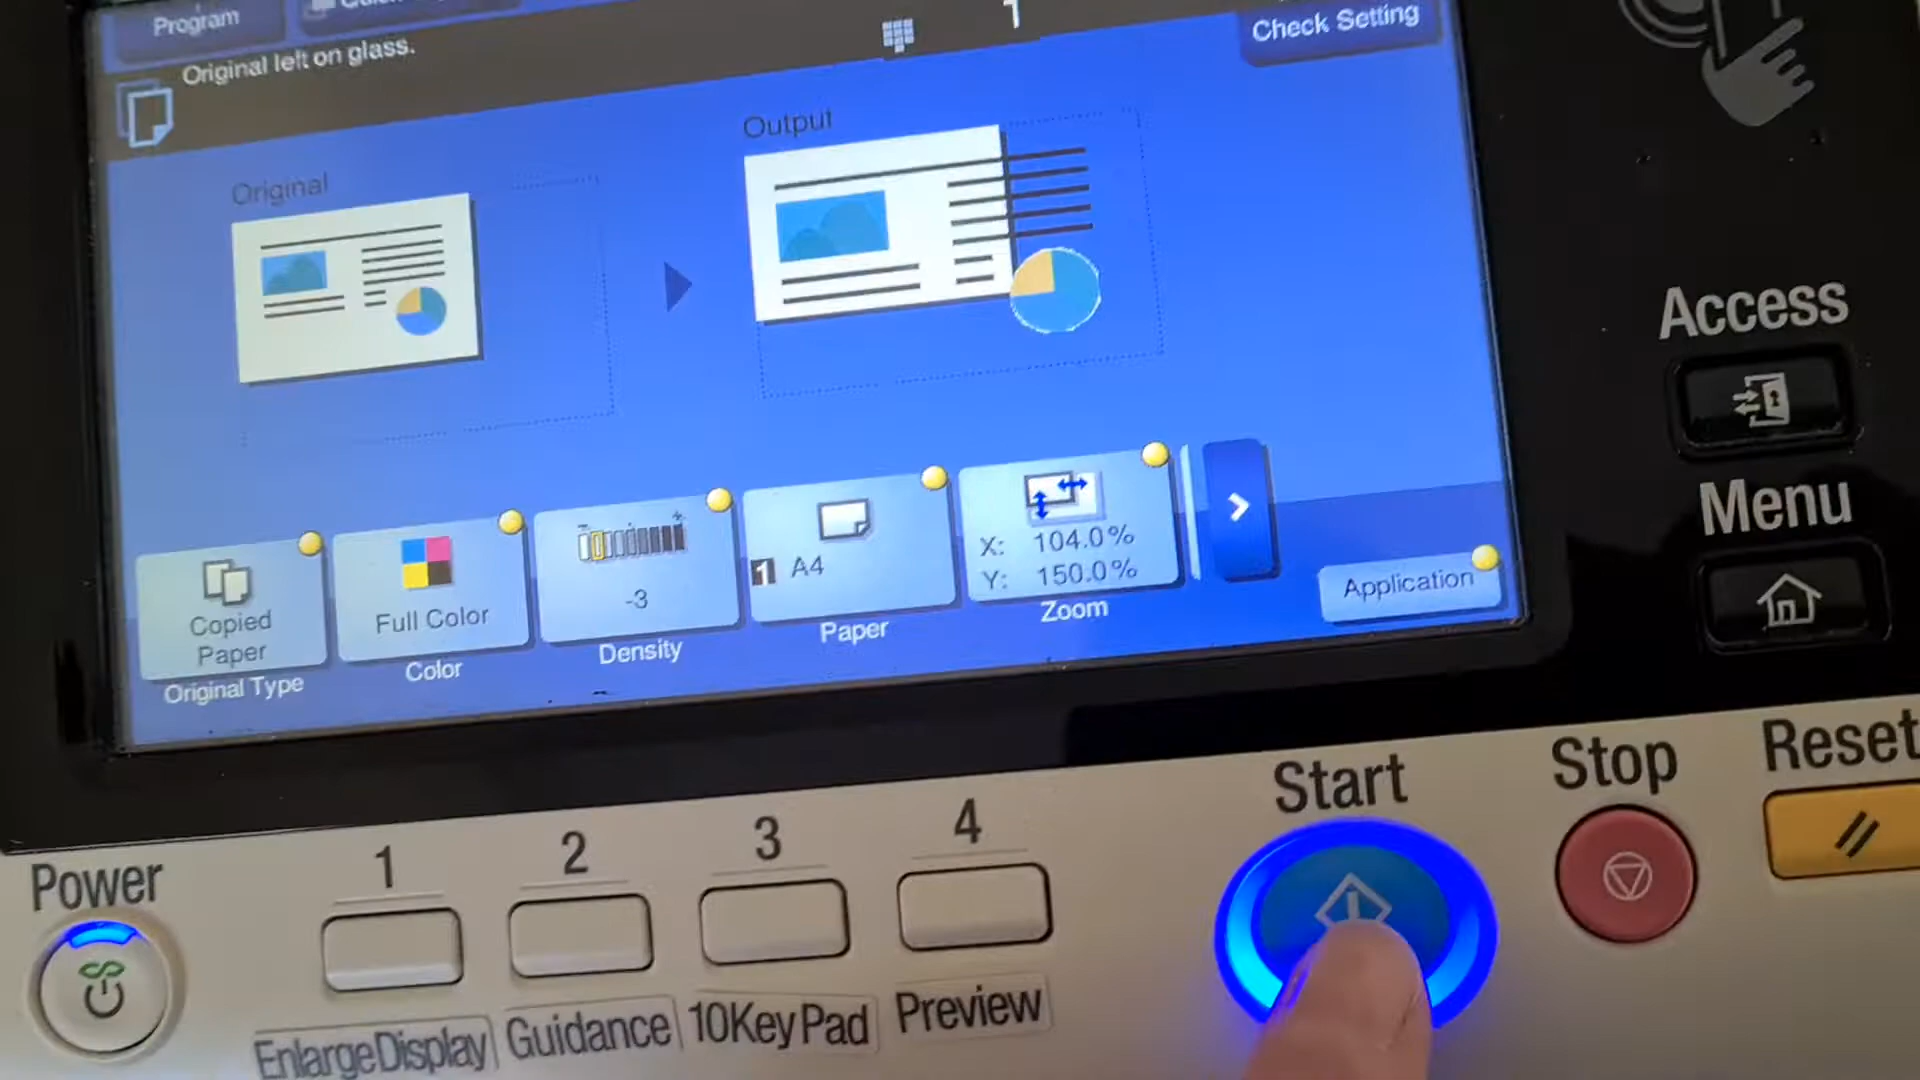 Program
Original left on glass.
1
Check Setting
Original
Output
Copied
Paper
Original Type
Full Color
Color
-3
Density
1 A4
Paper
X: 104.0%
Y: 150.0%
Zoom
Application
Access
Menu
Power
1
2
3
4
Start
Stop
Reset
EnlargeDisplay
Guidance
10KeyPad
Preview